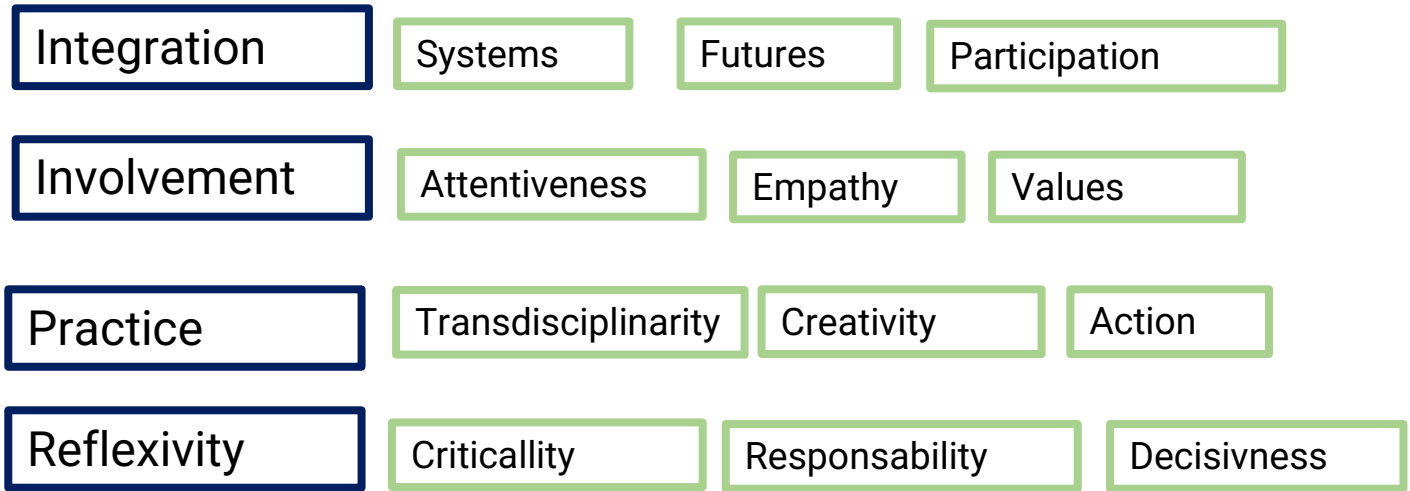 Integration Systems Futures Participation
Involvement Attentiveness Empathy Values
Practice Transdisciplinarity Creativity Action
Reflexivity Criticallity Responsability Decisivness